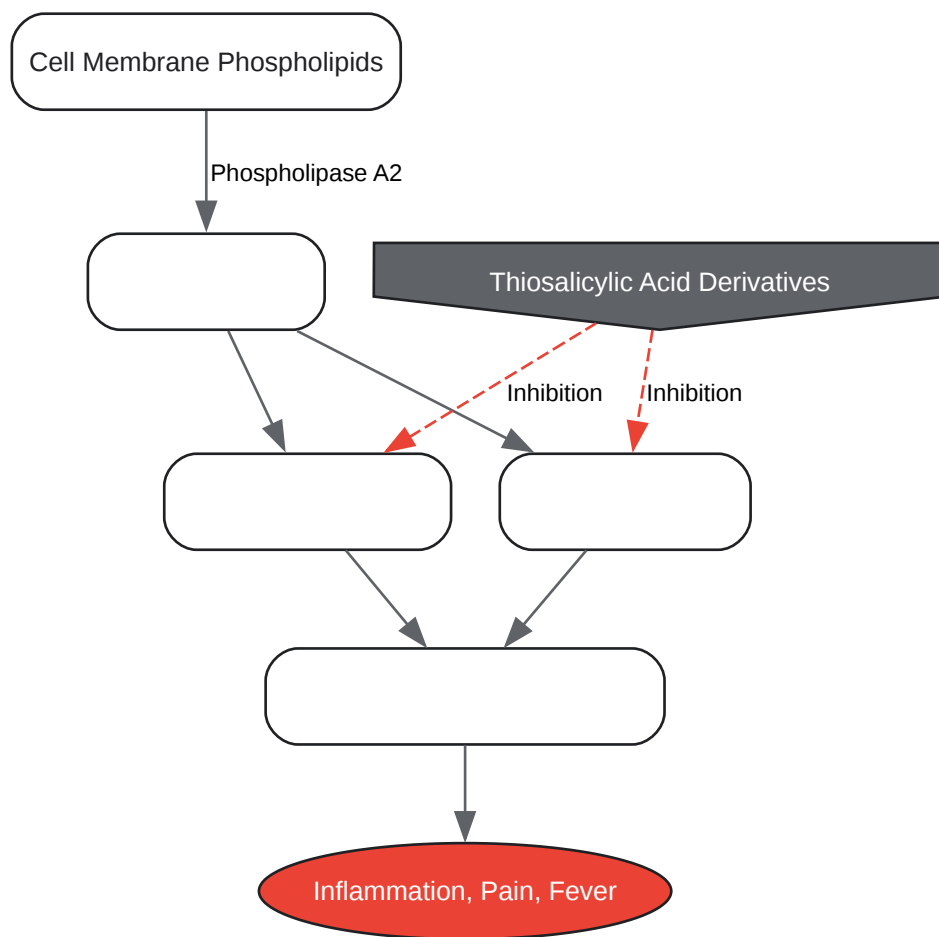 Cell Membrane Phospholipids
Phospholipase A2
Thiosalicylic Acid Derivatives
Inhibition
Inhibition
Inflammation, Pain, Fever